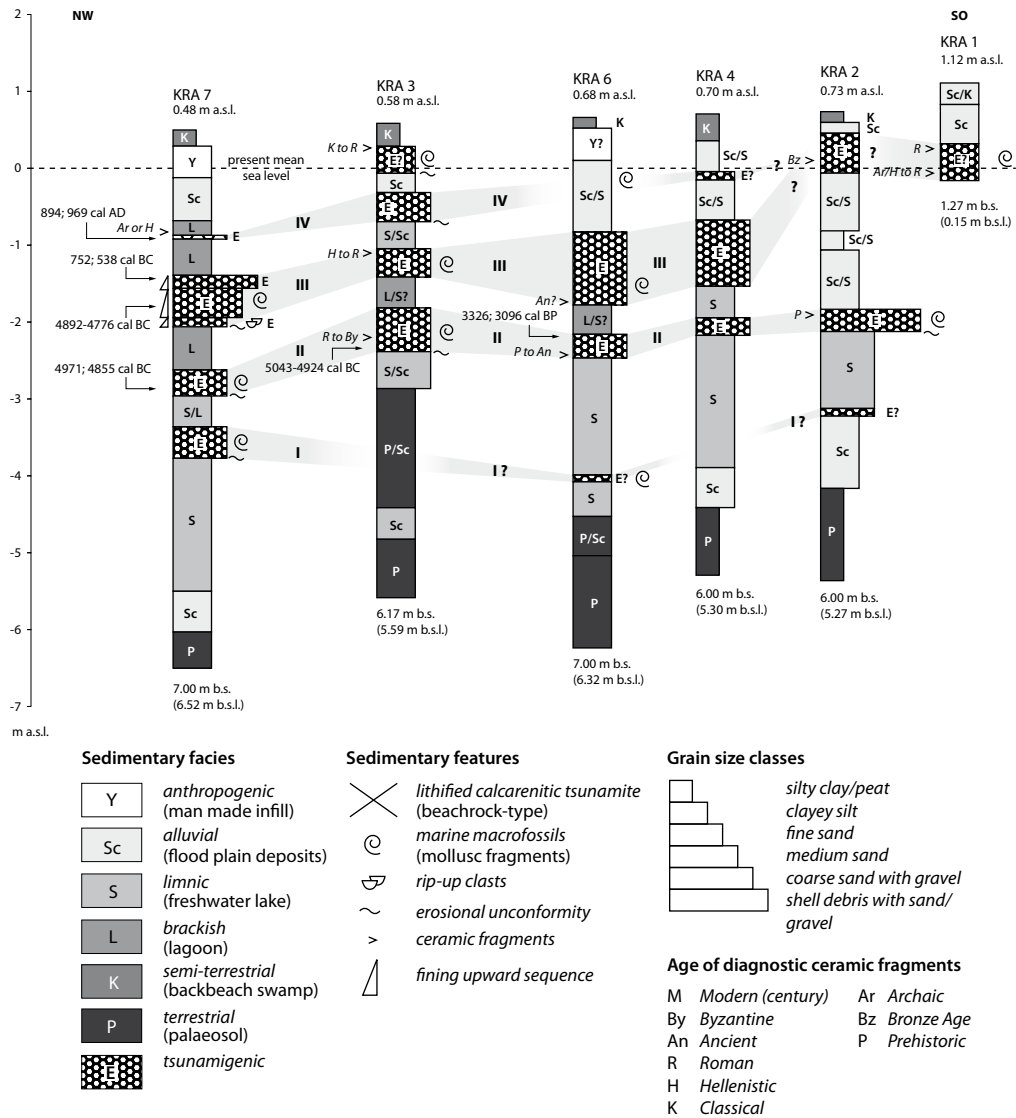 2
NW
SO
KRA 1
1.12 m a.s.l.
KRA 7
0.48 m a.s.l.
KRA 3
0.58 m a.s.l.
KRA 6
0.68 m a.s.l.
KRA 4
0.70 m a.s.l.
KRA 2
0.73 m a.s.l.
1
0
-1
-2
-3
-4
-5
-6
-7
m a.s.l.
present mean
sea level
894; 969 cal AD
Ar or H
752; 538 cal BC
4892-4776 cal BC
4971; 4855 cal BC
K
Y
Sc
L
E
L
E
E
E
L
E
S/L
E
S
Sc
P
7.00 m b.s.
(6.52 m b.s.l.)
IV
III
II
I
K to R
H to R
R to By
5043-4924 cal BC
K
E?
Sc
E
S/Sc
E
L/S?
E
S/Sc
P/Sc
Sc
P
6.17 m b.s.
(5.59 m b.s.l.)
IV
III
II
I ?
An?
3326; 3096 cal BP
P to An
K
Y?
Sc/S
E
L/S?
E
S
E?
S
P/Sc
P
7.00 m b.s.
(6.32 m b.s.l.)
III
II
K
Sc/S
E?
Sc/S
E
S
E
S
Sc
P
6.00 m b.s.
(5.30 m b.s.l.)
?
?
Bz
P
I ?
K
Sc
E
Sc/S
Sc/S
Sc/S
E
S
E?
Sc
P
6.00 m b.s.
(5.27 m b.s.l.)
?
R
Ar/H to R
Sc/K
Sc
E?
1.27 m b.s.
(0.15 m b.s.l.)
Sedimentary facies
Y anthropogenic
(man made infill)
Sc alluvial
(flood plain deposits)
S limnic
(freshwater lake)
L brackish
(lagoon)
K semi-terrestrial
(backbeach swamp)
P terrestrial
(palaeosol)
E tsunamigenic
Sedimentary features
lithified calcarenitic tsunamite
(beachrock-type)
marine macrofossils
(mollusc fragments)
rip-up clasts
erosional unconformity
> ceramic fragments
fining upward sequence
Grain size classes
silty clay/peat
clayey silt
fine sand
medium sand
coarse sand with gravel
shell debris with sand/
gravel
Age of diagnostic ceramic fragments
M Modern (century)
By Byzantine
An Ancient
R Roman
H Hellenistic
K Classical
Ar Archaic
Bz Bronze Age
P Prehistoric